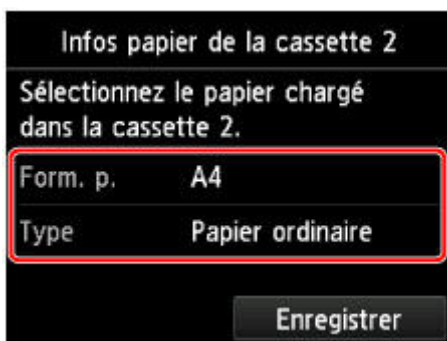 Infos papier de la cassette 2
Sélectionnez le papier chargé
dans la cassette 2.
Form. p. A4
Type Papier ordinaire
Enregistrer